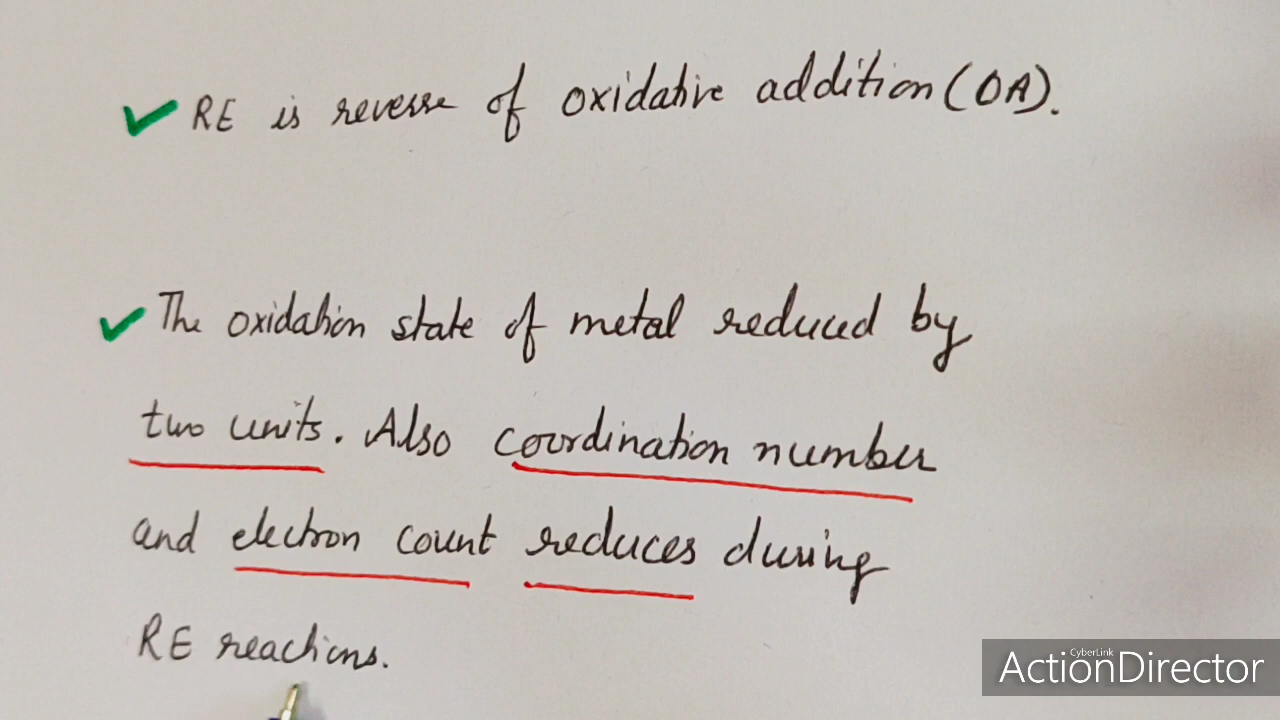 RE is reverse of oxidative addition (OA).
The oxidation state of metal reduced by
two units. Also coordination number
and electron count reduces during
RE reactions.
CyberLink
ActionDirector